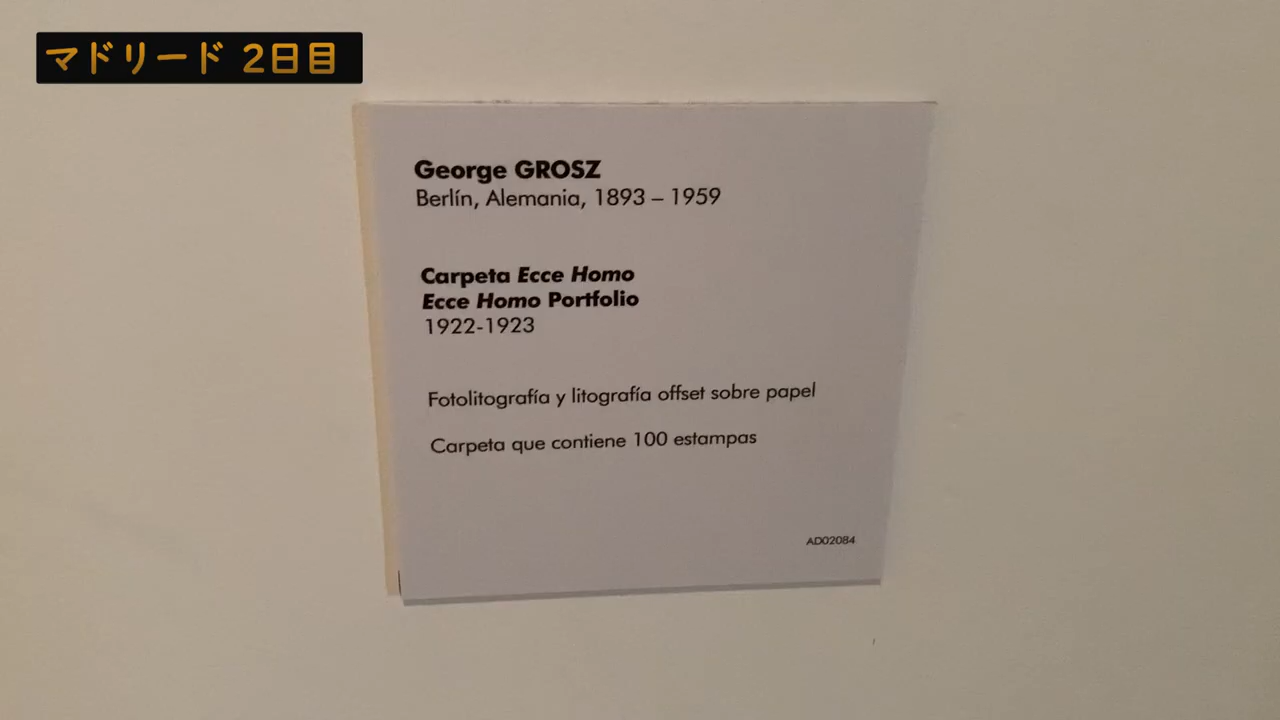 マドリード 2日目
George GROSZ
Berlín, Alemania, 1893 – 1959
Carpeta Ecce Homo
Ecce Homo Portfolio
1922-1923
Fotolitografía y litografía offset sobre papel
Carpeta que contiene 100 estampas
AD02084